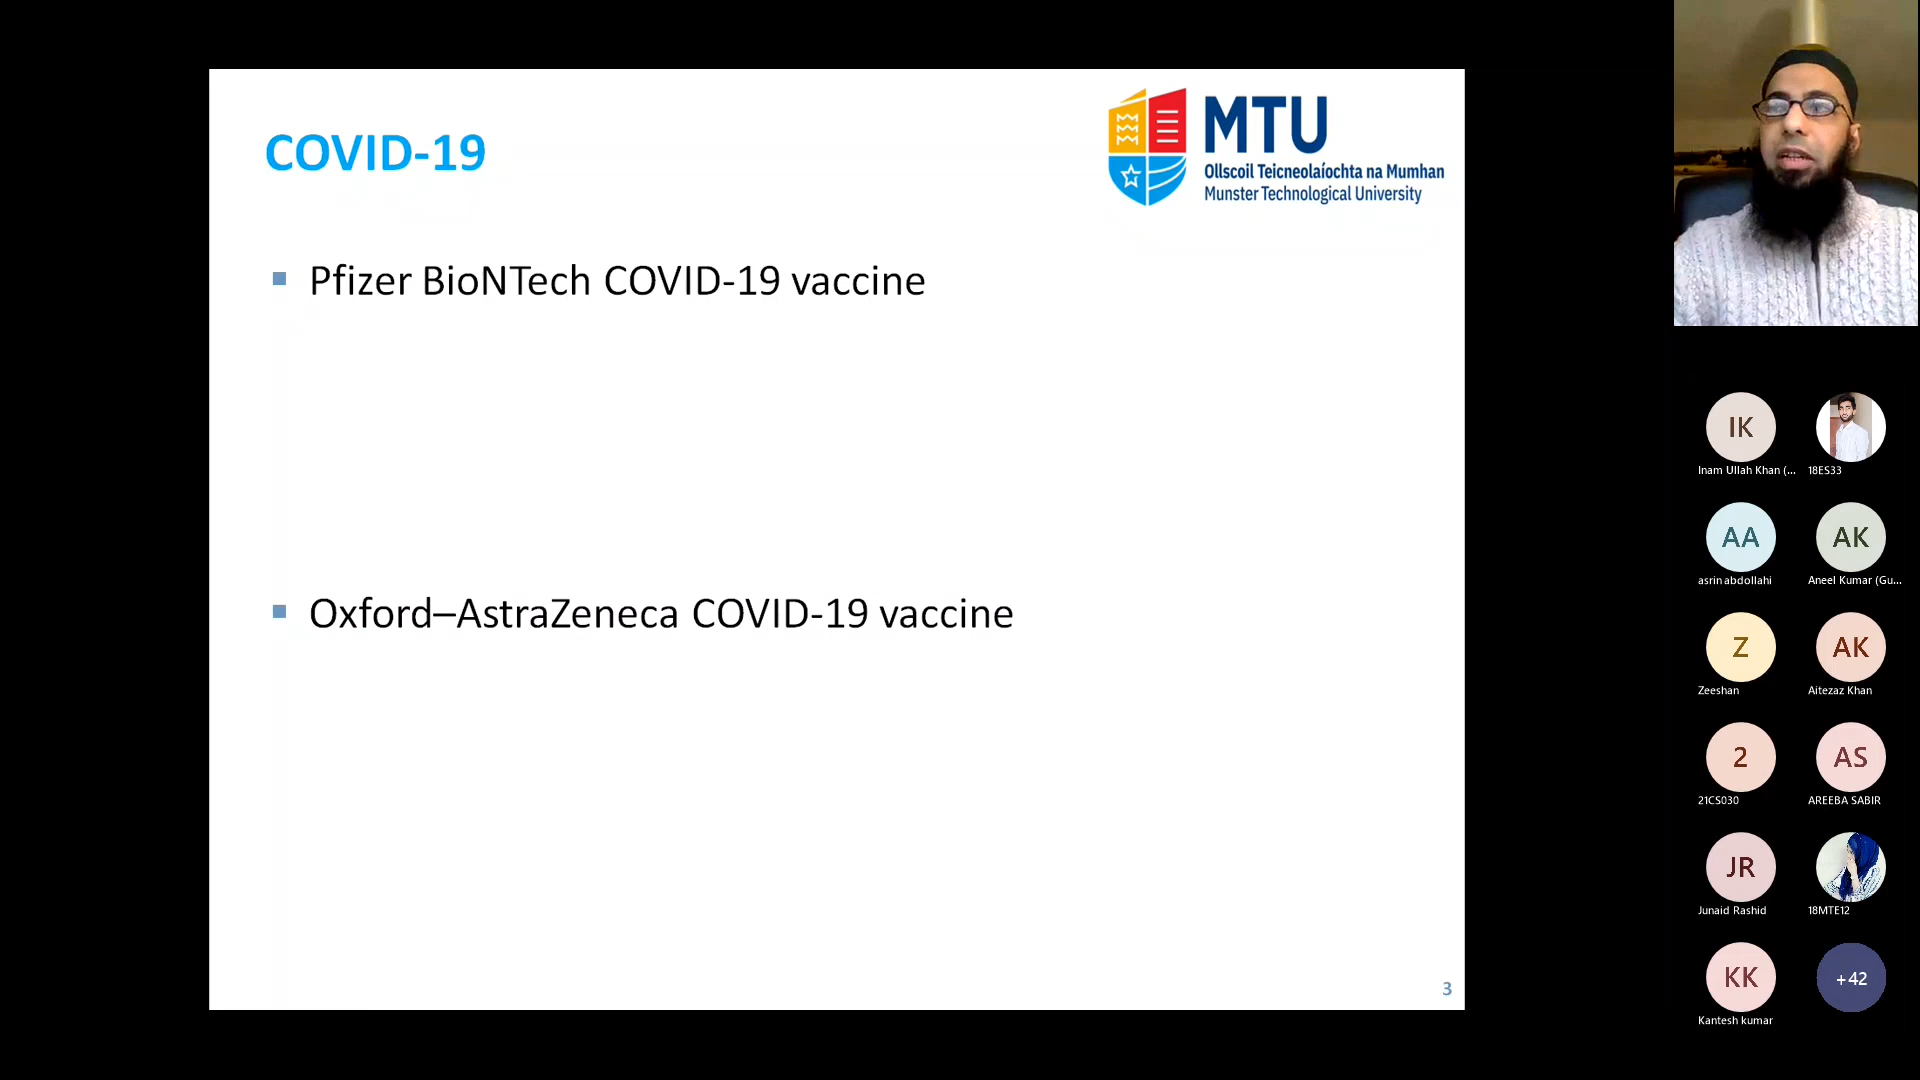 COVID-19
MTU
Ollscoil Teicneolaíochta na Mumhan
Munster Technological University
Pfizer BioNTech COVID-19 vaccine
Oxford–AstraZeneca COVID-19 vaccine
3
IK
Inam Ullah Khan (...
18ES33
AA
asrin abdollahi
AK
Aneel Kumar (Gu...
Z
Zeeshan
AK
Aitezaz Khan
2
21CS030
AS
AREEBA SABIR
JR
Junaid Rashid
18MTE12
KK
Kantesh kumar
+42